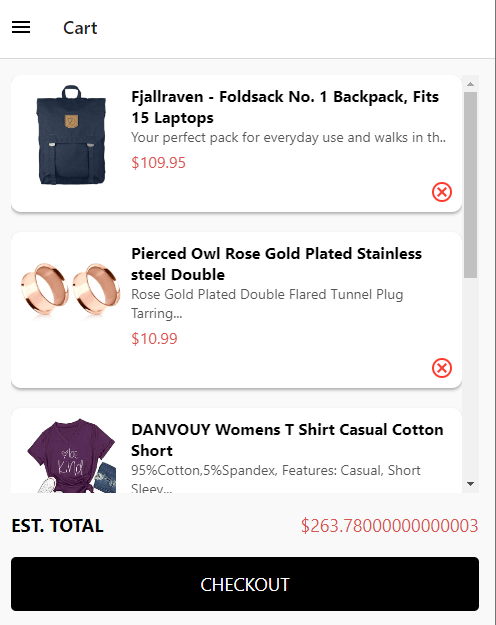 Cart
Fjallraven - Foldsack No. 1 Backpack, Fits
15 Laptops
Your perfect pack for everyday use and walks in th..
$109.95
Pierced Owl Rose Gold Plated Stainless
steel Double
Rose Gold Plated Double Flared Tunnel Plug
Tarring...
$10.99
DANVOUY Womens T Shirt Casual Cotton
Short
95%Cotton,5%Spandex, Features: Casual, Short
Sleev...
be
kind
EST. TOTAL
$263.78000000000003
CHECKOUT